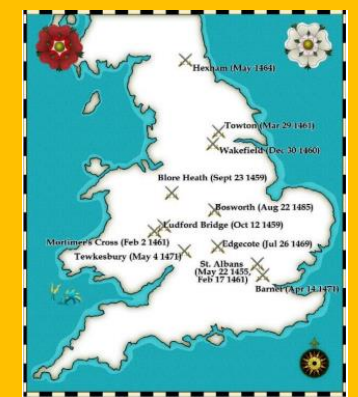 Hexham (May 1464)
Towton (Mar 29 1461)
Wakefield (Dec 30 1460)
Blore Heath (Sept 23 1459)
Bosworth (Aug 22 1485)
Ludford Bridge (Oct 12 1459)
Mortimer's Cross (Feb 2 1461)
Edgecote (Jul 26 1469)
Tewkesbury (May 4 1471)
St. Albans
(May 22 1455,
Feb 17 1461)
Barnet (Apr 14 1471)